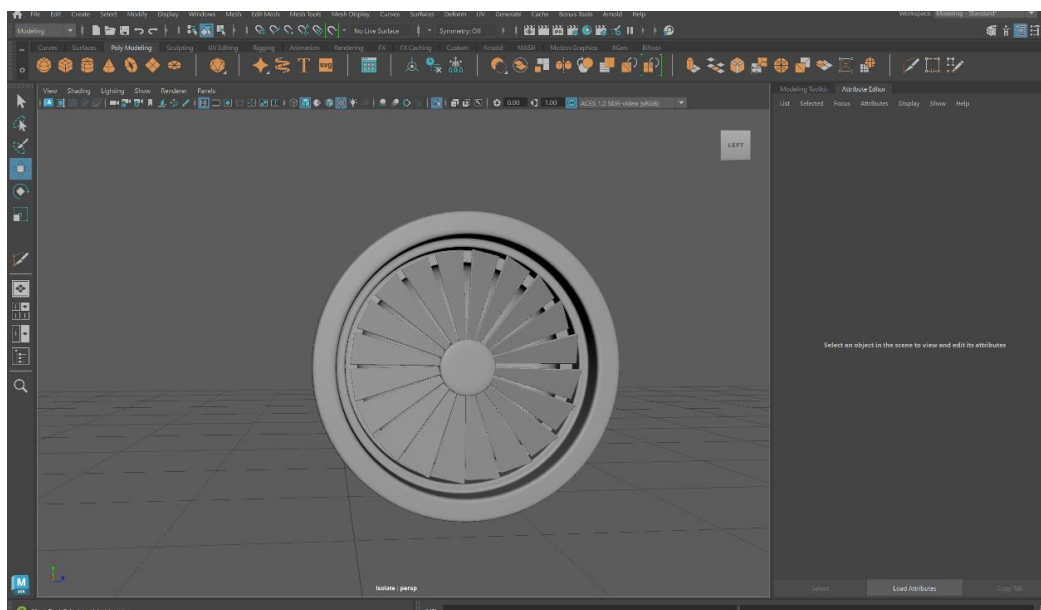 File Edit Create Select Modify Display Windows Mesh Edit Mesh Mesh Tools Mesh Display Curves Surfaces Deform UV Generate Cache Bonus Tools Arnold Help
Workspace: Modeling - Standard*
Modeling
No Live Surface
Symmetry: Off
Curves Surfaces Poly Modeling Sculpting UV Editing Rigging Animation Rendering FX FX Caching Custom Arnold MASH Motion Graphics XGen Bifrost
T SVG
View Shading Lighting Show Renderer Panels
0.00 1.00 ACES 1.0 SDR-video (sRGB)
Modeling Toolkit Attribute Editor
List Selected Focus Attributes Display Show Help
LEFT
Select an object in the scene to view and edit its attributes
M
Isolate : persp
Select Load Attributes Copy Tab